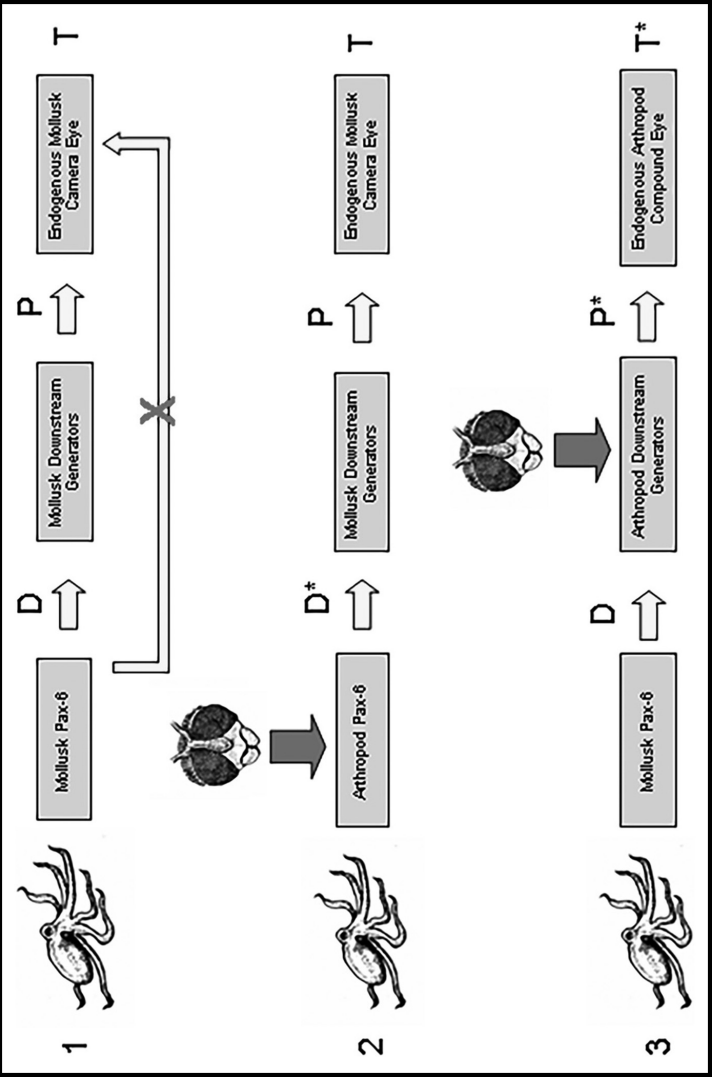 1
Mollusk Pax-6
D
Mollusk Downstream
Generators
P
Endogenous Mollusk
Camera Eye
T
X
2
Arthropod Pax-6
D*
Mollusk Downstream
Generators
P
Endogenous Mollusk
Camera Eye
T
3
Mollusk Pax-6
D
Arthropod Downstream
Generators
P*
Endogenous Arthropod
Compound Eye
T*